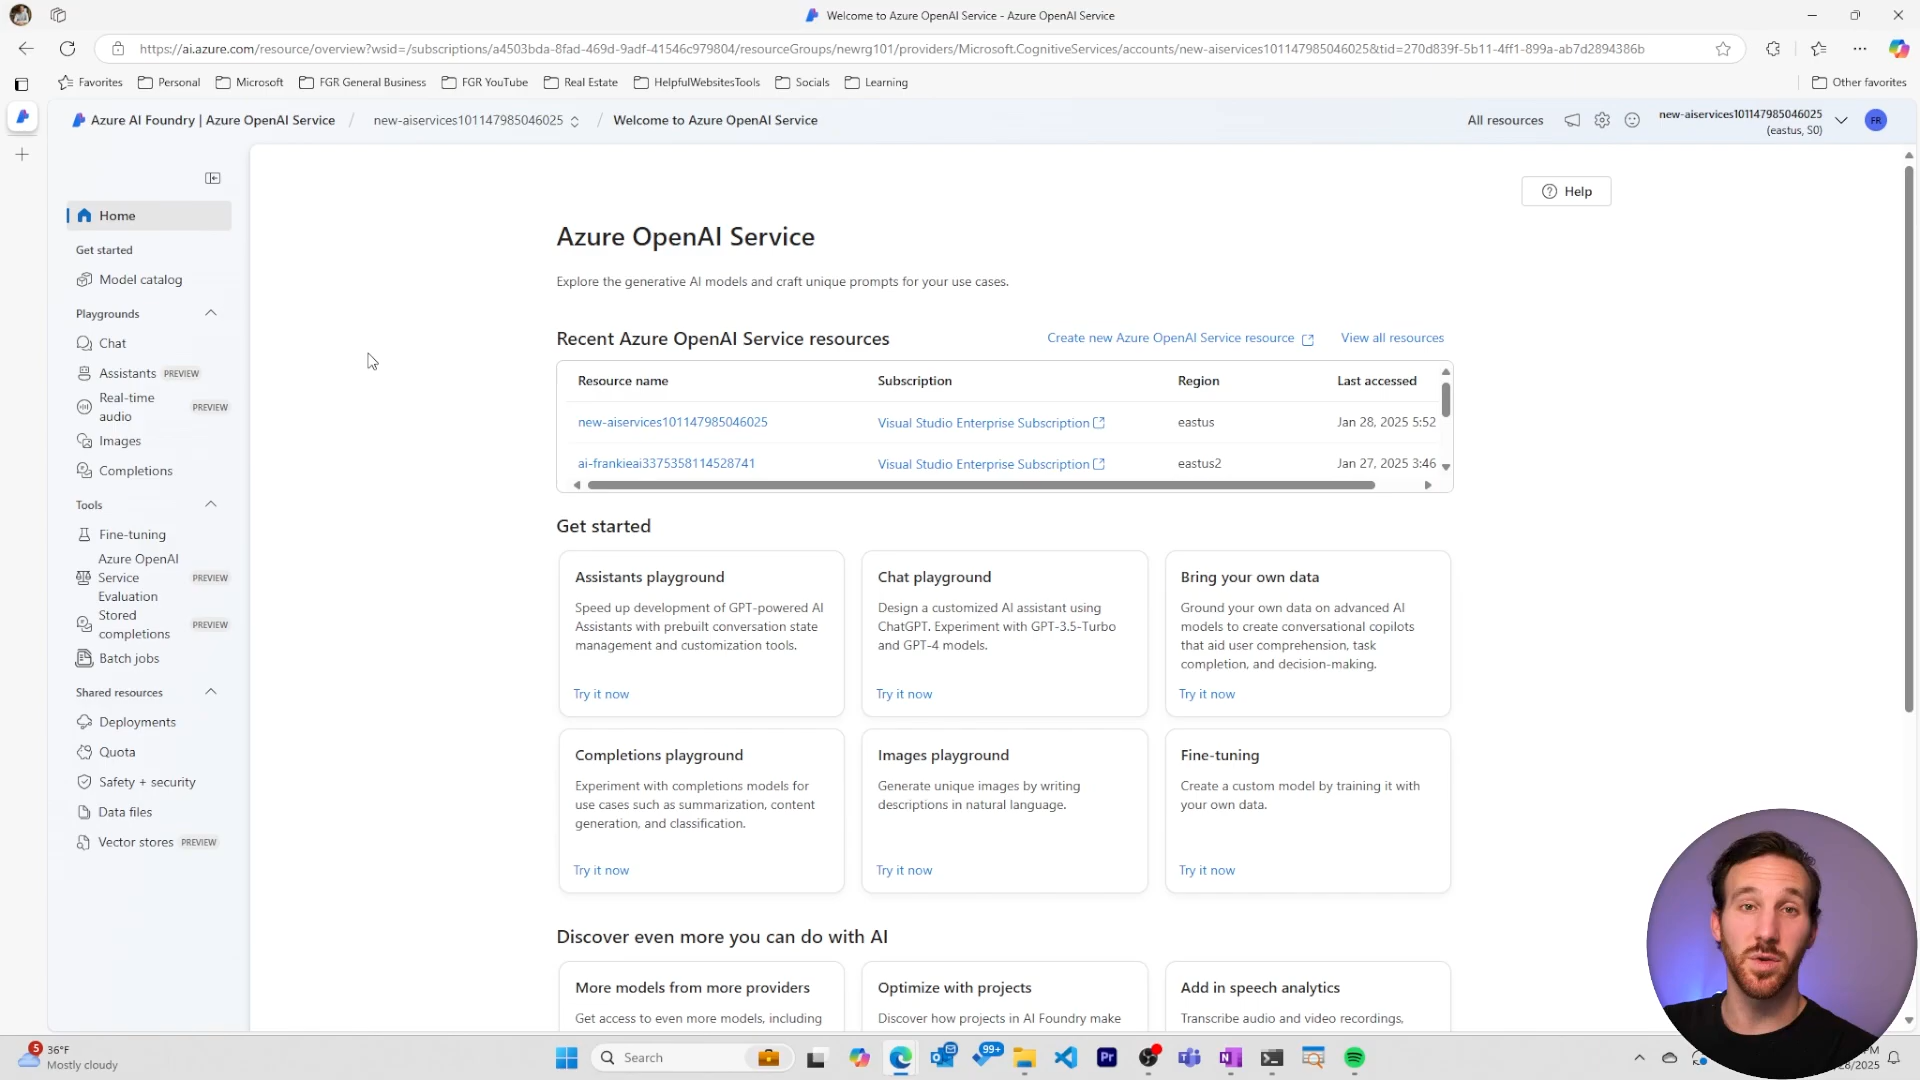 Welcome to Azure OpenAI Service - Azure OpenAI Service
https://ai.azure.com/resource/overview?wsid=/subscriptions/a4503bda-8fad-469d-9adf-41546c979804/resourceGroups/newrg101/providers/Microsoft.CognitiveServices/accounts/new-aiservices101147985046025&tid=270d839f-5b11-4ff1-899a-ab7d2894386b
Favorites
Personal
Microsoft
FGR General Business
FGR YouTube
Real Estate
HelpfulWebsitesTools
Socials
Learning
Other favorites
Azure AI Foundry | Azure OpenAI Service
/ new-aiservices101147985046025
/ Welcome to Azure OpenAI Service
All resources
new-aiservices101147985046025
(eastus, S0)
FR
Home
Get started
Model catalog
Playgrounds
Chat
Assistants PREVIEW
Real-time
audio
PREVIEW
Images
Completions
Tools
Fine-tuning
Azure OpenAI
Service
Evaluation
PREVIEW
Stored
completions
PREVIEW
Batch jobs
Shared resources
Deployments
Quota
Safety + security
Data files
Vector stores PREVIEW
Help
Azure OpenAI Service
Explore the generative AI models and craft unique prompts for your use cases.
Recent Azure OpenAI Service resources
Create new Azure OpenAI Service resource
View all resources
Resource name Subscription Region Last accessed
new-aiservices101147985046025 Visual Studio Enterprise Subscription eastus Jan 28, 2025 5:52
ai-frankieai3375358114528741 Visual Studio Enterprise Subscription eastus2 Jan 27, 2025 3:46
Get started
Assistants playground
Speed up development of GPT-powered AI
Assistants with prebuilt conversation state
management and customization tools.
Try it now
Chat playground
Design a customized AI assistant using
ChatGPT. Experiment with GPT-3.5-Turbo
and GPT-4 models.
Try it now
Bring your own data
Ground your own data on advanced AI
models to create conversational copilots
that aid user comprehension, task
completion, and decision-making.
Try it now
Completions playground
Experiment with completions models for
use cases such as summarization, content
generation, and classification.
Try it now
Images playground
Generate unique images by writing
descriptions in natural language.
Try it now
Fine-tuning
Create a custom model by training it with
your own data.
Try it now
Discover even more you can do with AI
More models from more providers
Get access to even more models, including
Optimize with projects
Discover how projects in AI Foundry make
Add in speech analytics
Transcribe audio and video recordings,
5
36°F
Mostly cloudy
Search
99+
Pr